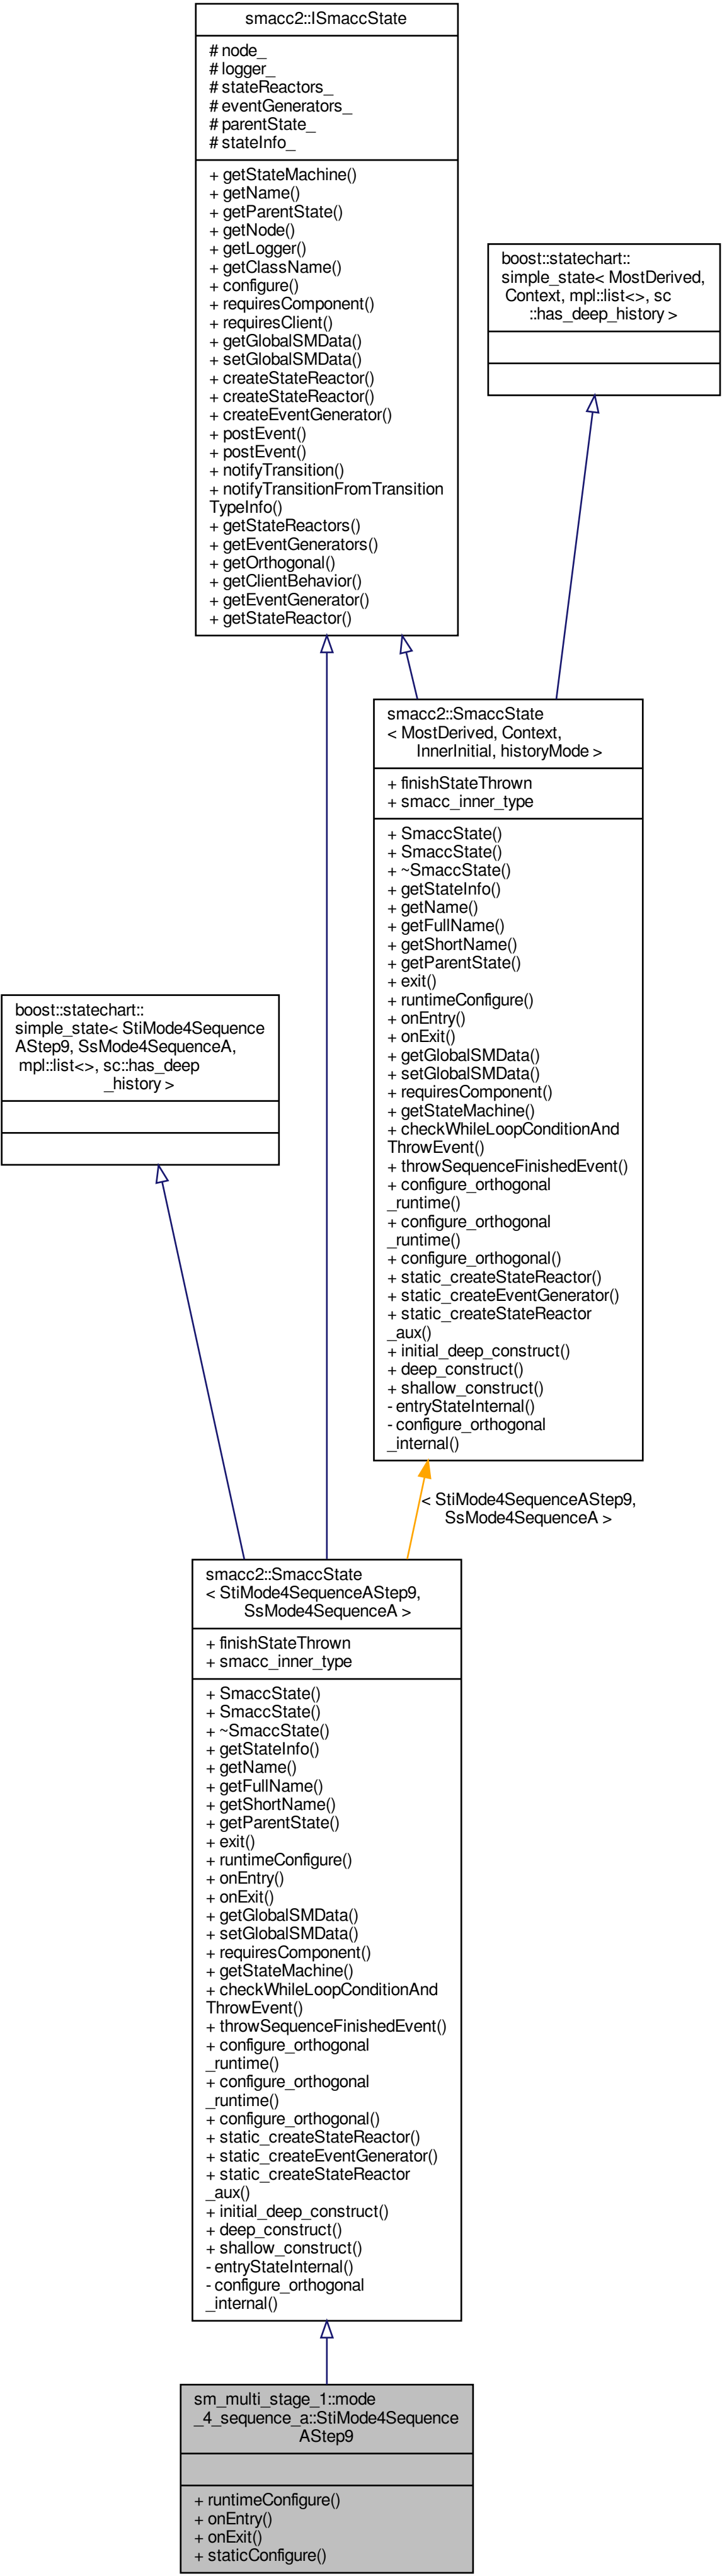 smacc2::ISmaccState
# node_
# logger_
# stateReactors_
# eventGenerators_
# parentState_
# stateInfo_
+ getStateMachine()
+ getName()
+ getParentState()
+ getNode()
+ getLogger()
+ getClassName()
+ configure()
+ requiresComponent()
+ requiresClient()
+ getGlobalSMData()
+ setGlobalSMData()
+ createStateReactor()
+ createStateReactor()
+ createEventGenerator()
+ postEvent()
+ postEvent()
+ notifyTransition()
+ notifyTransitionFromTransition
TypeInfo()
+ getStateReactors()
+ getEventGenerators()
+ getOrthogonal()
+ getClientBehavior()
+ getEventGenerator()
+ getStateReactor()
boost::statechart::
simple_state< MostDerived,
Context, mpl::list<>, sc
::has_deep_history >
smacc2::SmaccState
< MostDerived, Context,
InnerInitial, historyMode >
+ finishStateThrown
+ smacc_inner_type
+ SmaccState()
+ SmaccState()
+ ~SmaccState()
+ getStateInfo()
+ getName()
+ getFullName()
+ getShortName()
+ getParentState()
+ exit()
+ runtimeConfigure()
+ onEntry()
+ onExit()
+ getGlobalSMData()
+ setGlobalSMData()
+ requiresComponent()
+ getStateMachine()
+ checkWhileLoopConditionAnd
ThrowEvent()
+ throwSequenceFinishedEvent()
+ configure_orthogonal
_runtime()
+ configure_orthogonal
_runtime()
+ configure_orthogonal()
+ static_createStateReactor()
+ static_createEventGenerator()
+ static_createStateReactor
_aux()
+ initial_deep_construct()
+ deep_construct()
+ shallow_construct()
- entryStateInternal()
- configure_orthogonal
_internal()
boost::statechart::
simple_state< StiMode4Sequence
AStep9, SsMode4SequenceA,
mpl::list<>, sc::has_deep
_history >
< StiMode4SequenceAStep9,
SsMode4SequenceA >
smacc2::SmaccState
< StiMode4SequenceAStep9,
SsMode4SequenceA >
+ finishStateThrown
+ smacc_inner_type
+ SmaccState()
+ SmaccState()
+ ~SmaccState()
+ getStateInfo()
+ getName()
+ getFullName()
+ getShortName()
+ getParentState()
+ exit()
+ runtimeConfigure()
+ onEntry()
+ onExit()
+ getGlobalSMData()
+ setGlobalSMData()
+ requiresComponent()
+ getStateMachine()
+ checkWhileLoopConditionAnd
ThrowEvent()
+ throwSequenceFinishedEvent()
+ configure_orthogonal
_runtime()
+ configure_orthogonal
_runtime()
+ configure_orthogonal()
+ static_createStateReactor()
+ static_createEventGenerator()
+ static_createStateReactor
_aux()
+ initial_deep_construct()
+ deep_construct()
+ shallow_construct()
- entryStateInternal()
- configure_orthogonal
_internal()
sm_multi_stage_1::mode
_4_sequence_a::StiMode4Sequence
AStep9
+ runtimeConfigure()
+ onEntry()
+ onExit()
+ staticConfigure()